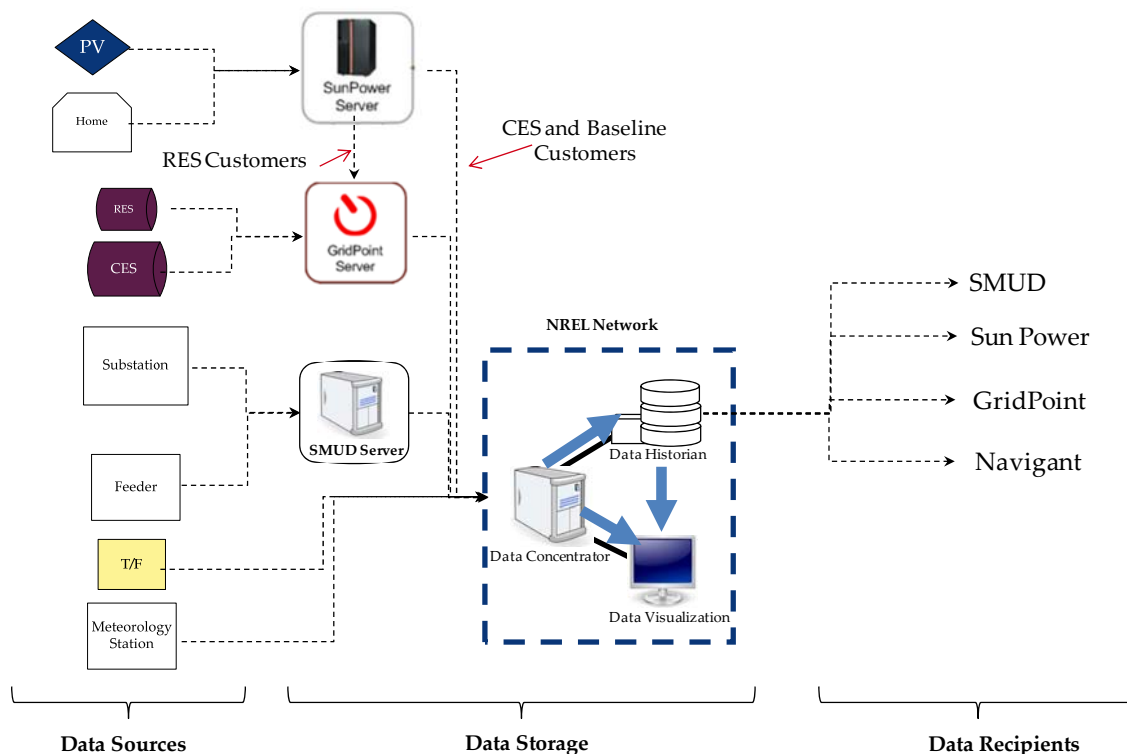 PV
SunPower
Server
Home
CES and Baseline
Customers
RES Customers
RES
GridPoint
Server
CES
SMUD
NREL Network
Sun Power
Substation
GridPoint
SMUD Server
Data Historian
Navigant
Feeder
Data Concentrator
T/F
Data Visualization
Meteorology
Station
Data Sources
Data Storage
Data Recipients